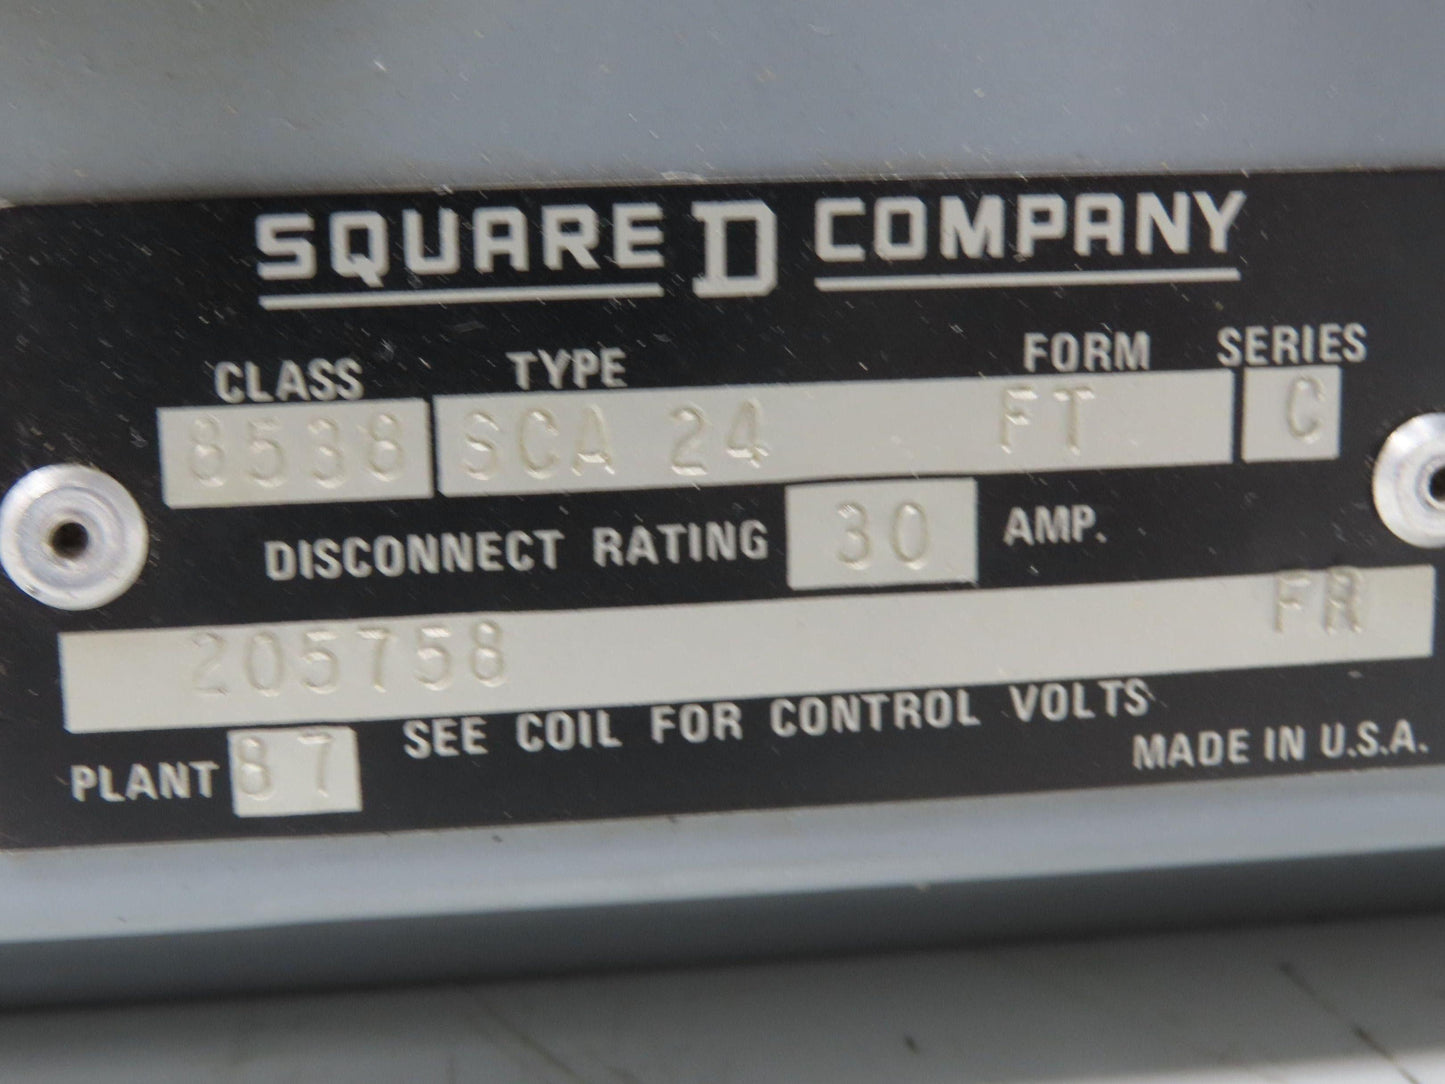 SQUARE D COMPANY
CLASS TYPE FORM SERIES
8538 SCA 24 FT C
DISCONNECT RATING 30 AMP.
205758 FR
SEE COIL FOR CONTROL VOLTS
PLANT 87 MADE IN U.S.A.